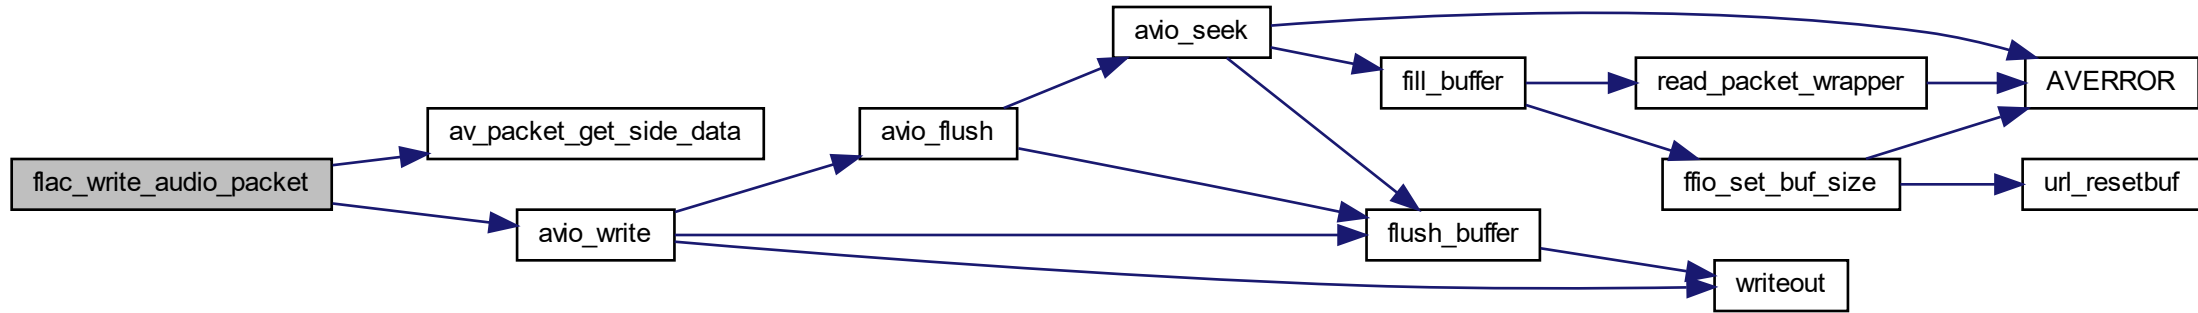 flac_write_audio_packet
av_packet_get_side_data
avio_write
avio_flush
avio_seek
fill_buffer
flush_buffer
read_packet_wrapper
ffio_set_buf_size
writeout
AVERROR
url_resetbuf